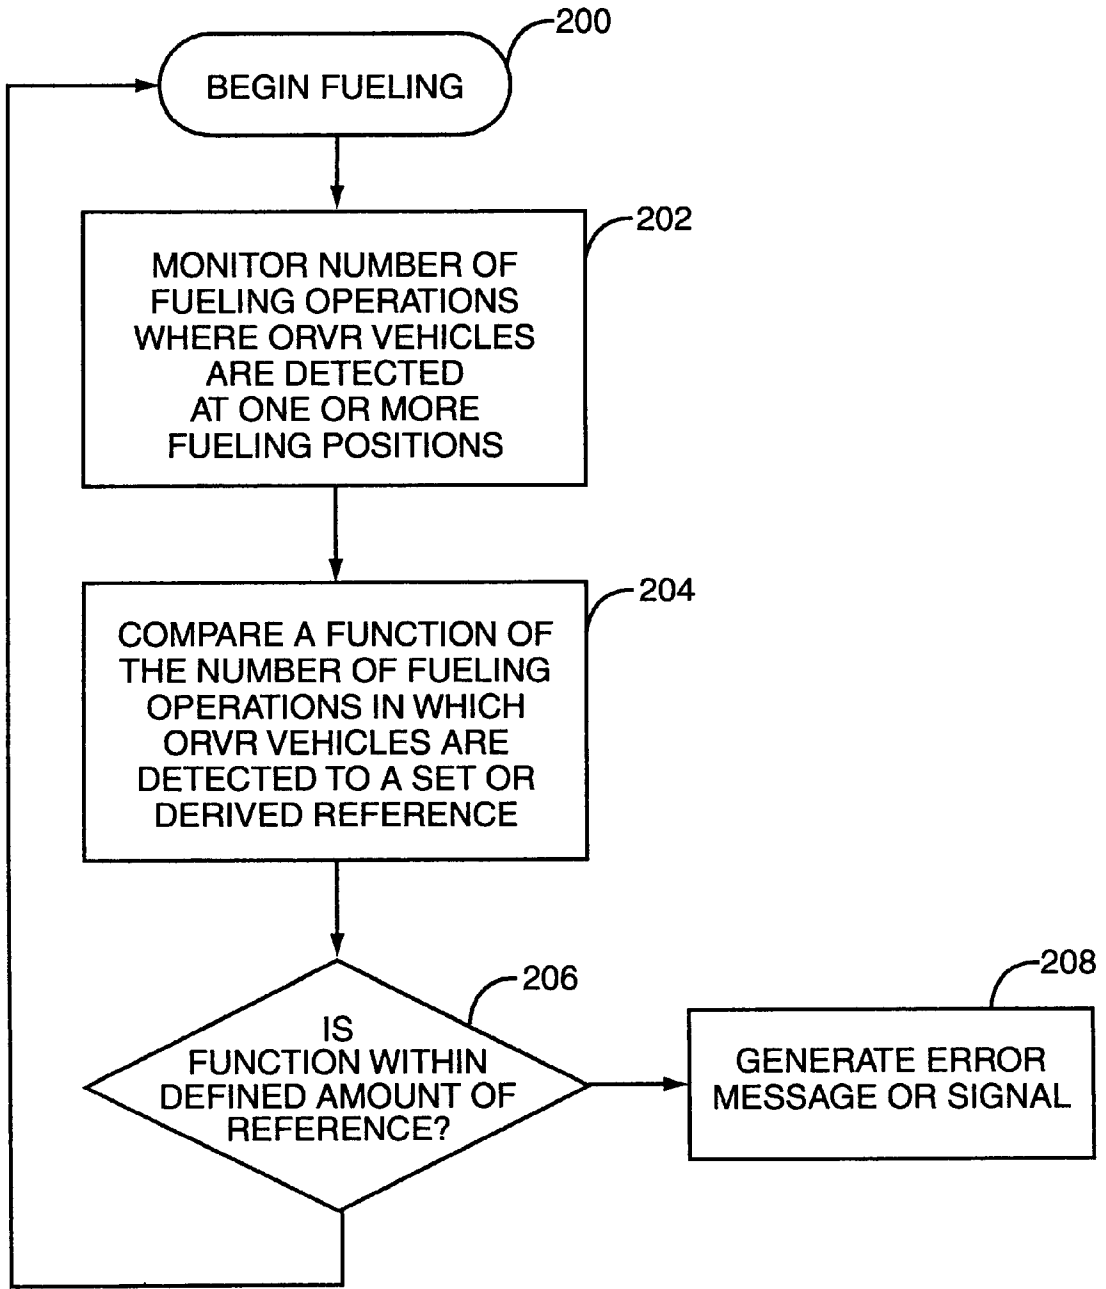 200
BEGIN FUELING
202
MONITOR NUMBER OF
FUELING OPERATIONS
WHERE ORVR VEHICLES
ARE DETECTED
AT ONE OR MORE
FUELING POSITIONS
204
COMPARE A FUNCTION OF
THE NUMBER OF FUELING
OPERATIONS IN WHICH
ORVR VEHICLES ARE
DETECTED TO A SET OR
DERIVED REFERENCE
206
IS
FUNCTION WITHIN
DEFINED AMOUNT OF
REFERENCE?
208
GENERATE ERROR
MESSAGE OR SIGNAL